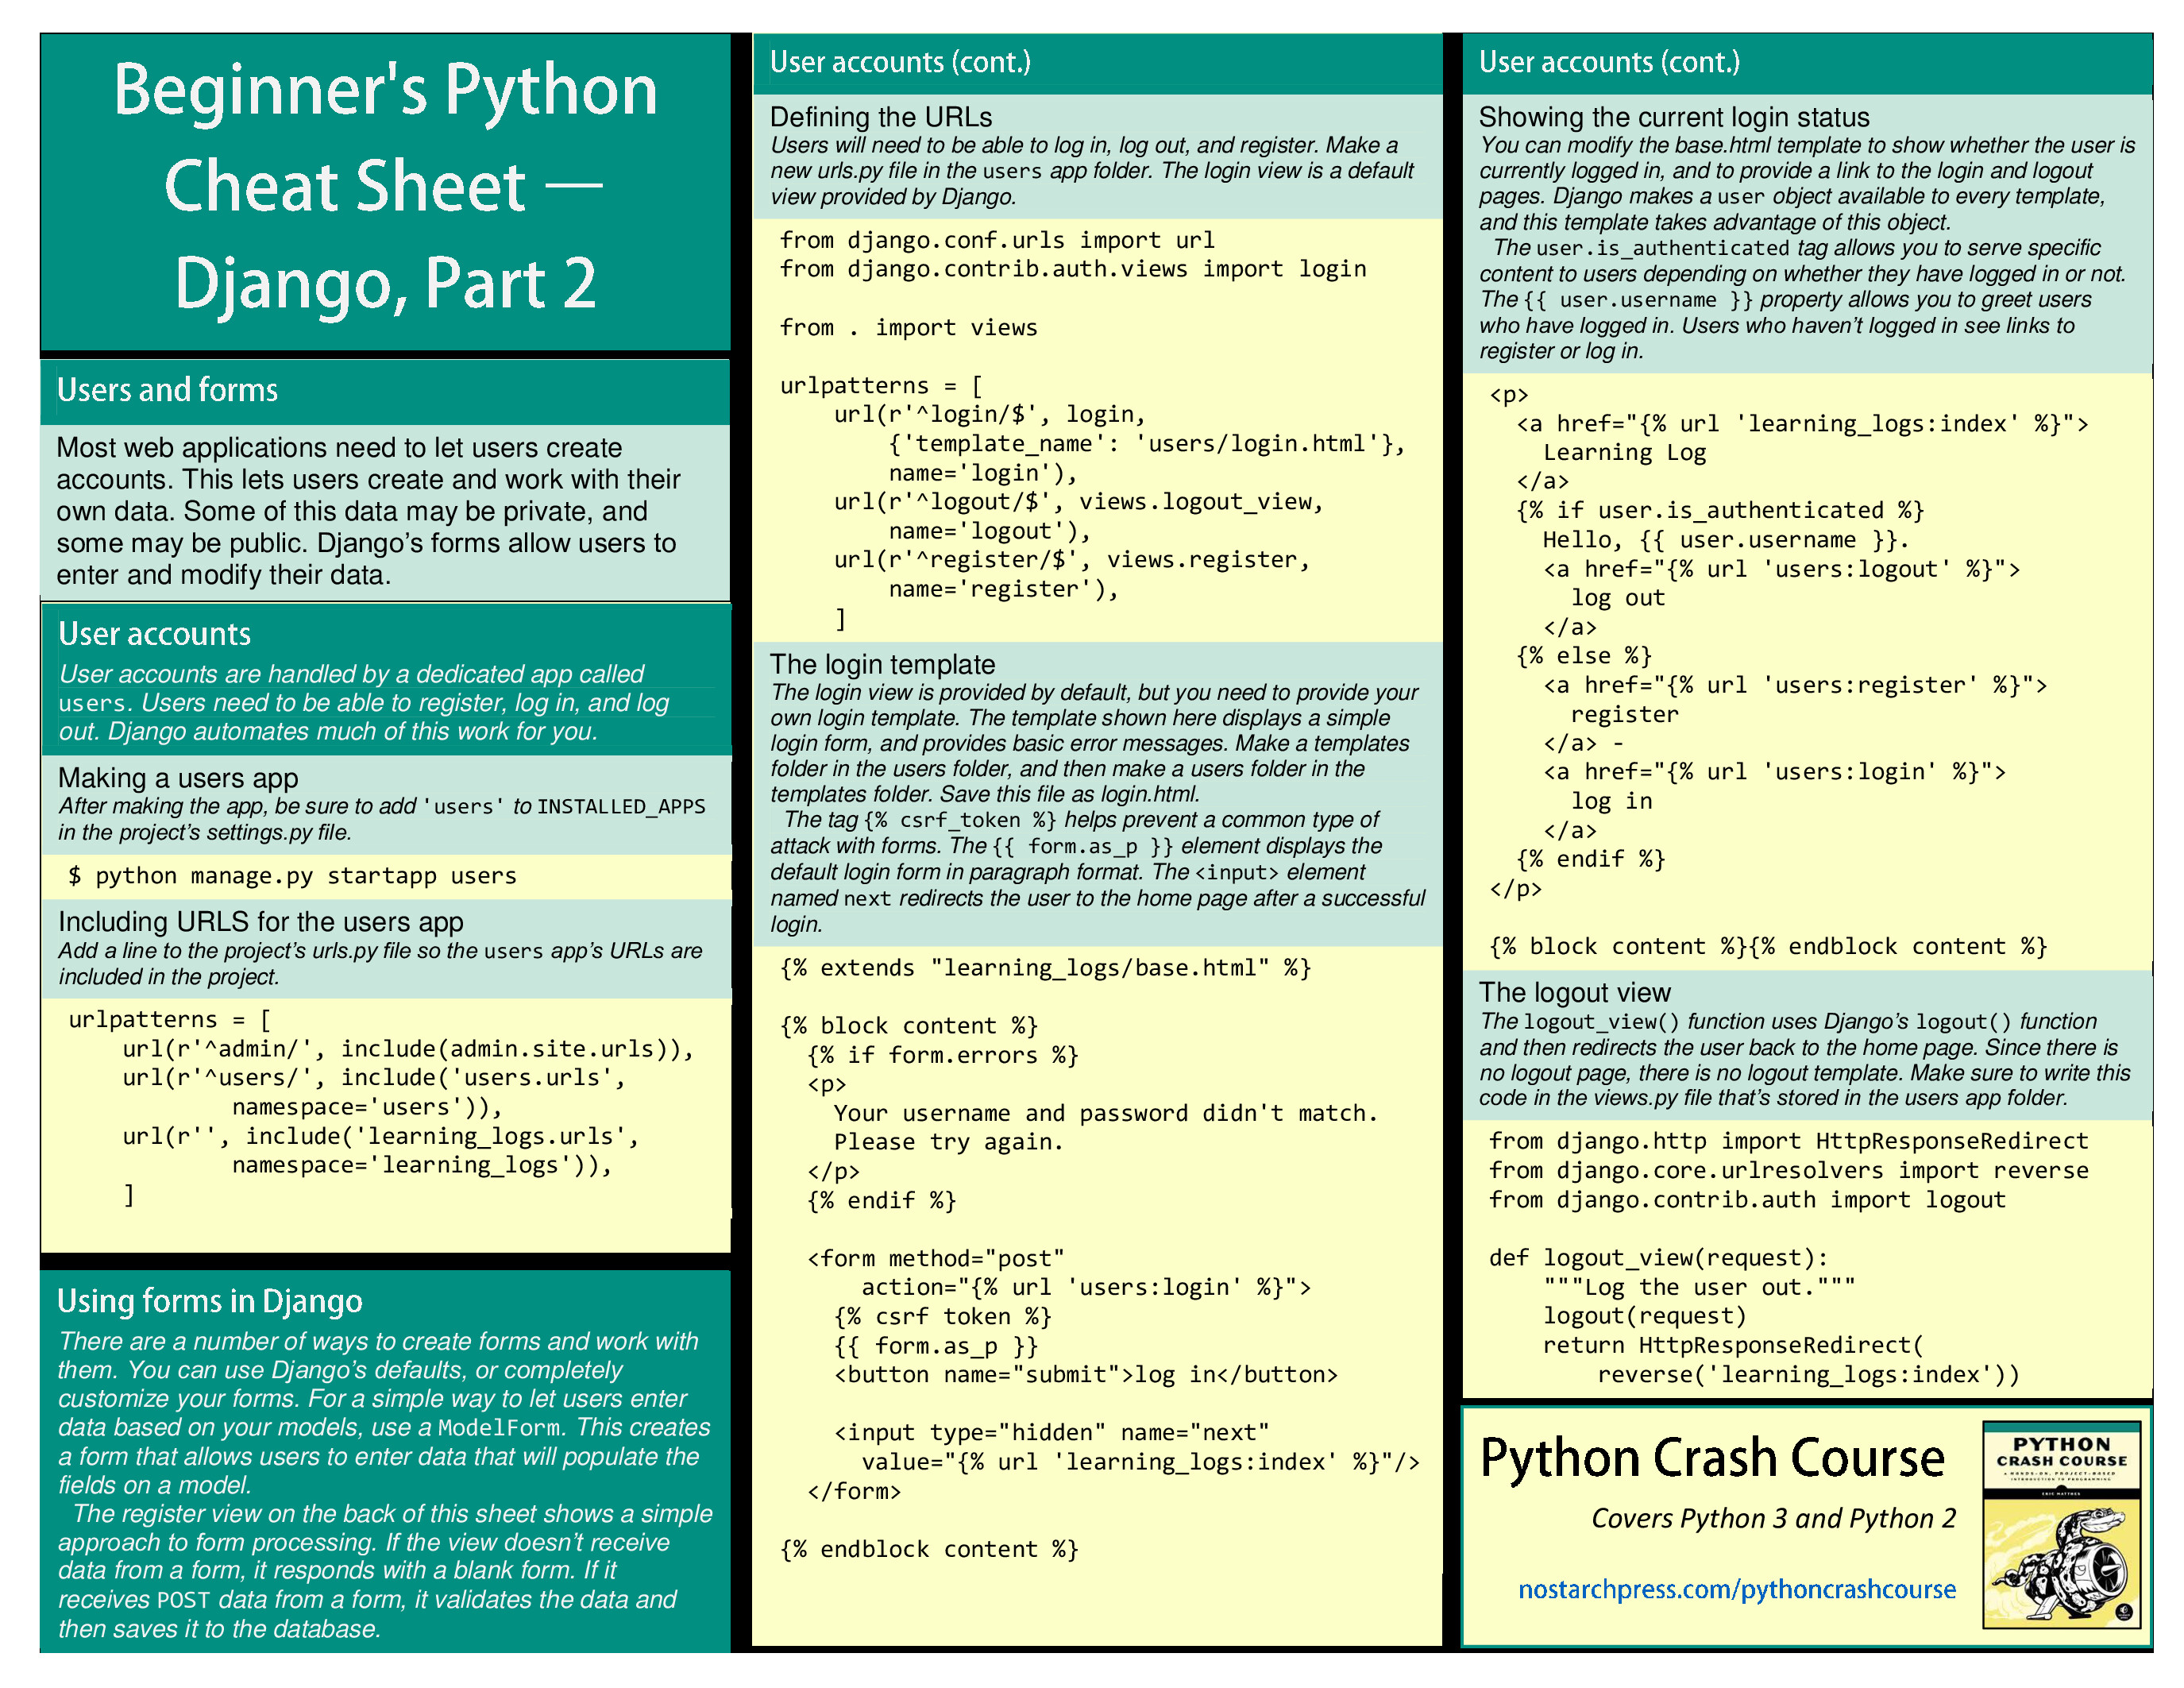 Beginner's Python
Cheat Sheet —
Django, Part 2
Users and forms
Most web applications need to let users create
accounts. This lets users create and work with their
own data. Some of this data may be private, and
some may be public. Django’s forms allow users to
enter and modify their data.
User accounts
User accounts are handled by a dedicated app called
users. Users need to be able to register, log in, and log
out. Django automates much of this work for you.
Making a users app
After making the app, be sure to add 'users' to INSTALLED_APPS
in the project’s settings.py file.
$ python manage.py startapp users
Including URLS for the users app
Add a line to the project’s urls.py file so the users app’s URLs are
included in the project.
urlpatterns = [
    url(r'^admin/', include(admin.site.urls)),
    url(r'^users/', include('users.urls',
            namespace='users')),
    url(r'', include('learning_logs.urls',
            namespace='learning_logs')),
    ]
Using forms in Django
There are a number of ways to create forms and work with
them. You can use Django’s defaults, or completely
customize your forms. For a simple way to let users enter
data based on your models, use a ModelForm. This creates
a form that allows users to enter data that will populate the
fields on a model.
The register view on the back of this sheet shows a simple
approach to form processing. If the view doesn’t receive
data from a form, it responds with a blank form. If it
receives POST data from a form, it validates the data and
then saves it to the database.
User accounts (cont.)
Defining the URLs
Users will need to be able to log in, log out, and register. Make a
new urls.py file in the users app folder. The login view is a default
view provided by Django.
from django.conf.urls import url
from django.contrib.auth.views import login
from . import views
urlpatterns = [
    url(r'^login/$', login,
        {'template_name': 'users/login.html'},
        name='login'),
    url(r'^logout/$', views.logout_view,
        name='logout'),
    url(r'^register/$', views.register,
        name='register'),
    ]
The login template
The login view is provided by default, but you need to provide your
own login template. The template shown here displays a simple
login form, and provides basic error messages. Make a templates
folder in the users folder, and then make a users folder in the
templates folder. Save this file as login.html.
The tag {% csrf_token %} helps prevent a common type of
attack with forms. The {{ form.as_p }} element displays the
default login form in paragraph format. The <input> element
named next redirects the user to the home page after a successful
login.
{% extends "learning_logs/base.html" %}
{% block content %}
  {% if form.errors %}
  <p>
    Your username and password didn't match.
    Please try again.
  </p>
  {% endif %}
  <form method="post"
      action="{% url 'users:login' %}">
    {% csrf token %}
    {{ form.as_p }}
    <button name="submit">log in</button>
    <input type="hidden" name="next"
      value="{% url 'learning_logs:index' %}"/>
  </form>
{% endblock content %}
User accounts (cont.)
Showing the current login status
You can modify the base.html template to show whether the user is
currently logged in, and to provide a link to the login and logout
pages. Django makes a user object available to every template,
and this template takes advantage of this object.
The user.is_authenticated tag allows you to serve specific
content to users depending on whether they have logged in or not.
The {{ user.username }} property allows you to greet users
who have logged in. Users who haven’t logged in see links to
register or log in.
<p>
  <a href="{% url 'learning_logs:index' %}">
    Learning Log
  </a>
  {% if user.is_authenticated %}
    Hello, {{ user.username }}.
    <a href="{% url 'users:logout' %}">
      log out
    </a>
  {% else %}
    <a href="{% url 'users:register' %}">
      register
    </a> -
    <a href="{% url 'users:login' %}">
      log in
    </a>
  {% endif %}
</p>
{% block content %}{% endblock content %}
The logout view
The logout_view() function uses Django’s logout() function
and then redirects the user back to the home page. Since there is
no logout page, there is no logout template. Make sure to write this
code in the views.py file that’s stored in the users app folder.
from django.http import HttpResponseRedirect
from django.core.urlresolvers import reverse
from django.contrib.auth import logout
def logout_view(request):
    """Log the user out."""
    logout(request)
    return HttpResponseRedirect(
        reverse('learning_logs:index'))
Python Crash Course
Covers Python 3 and Python 2
nostarchpress.com/pythoncrashcourse
PYTHON
CRASH COURSE
A HANDS-ON, PROJECT-BASED
INTRODUCTION TO PROGRAMMING
ERIC MATTHES